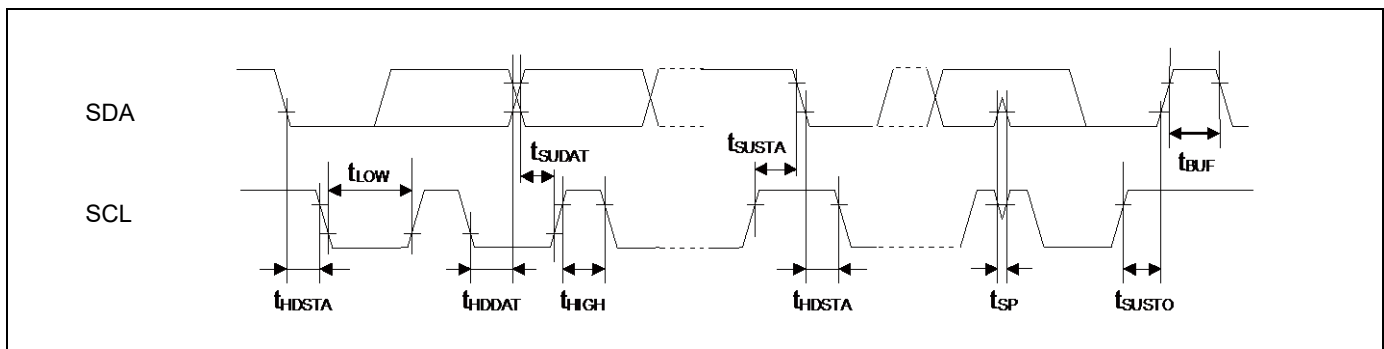 SDA
tSUDAT
tSUSTA
tBUF
tLOW
SCL
tHDSTA
tHDDAT
tHIGH
tHDSTA
tSP
tSUSTO